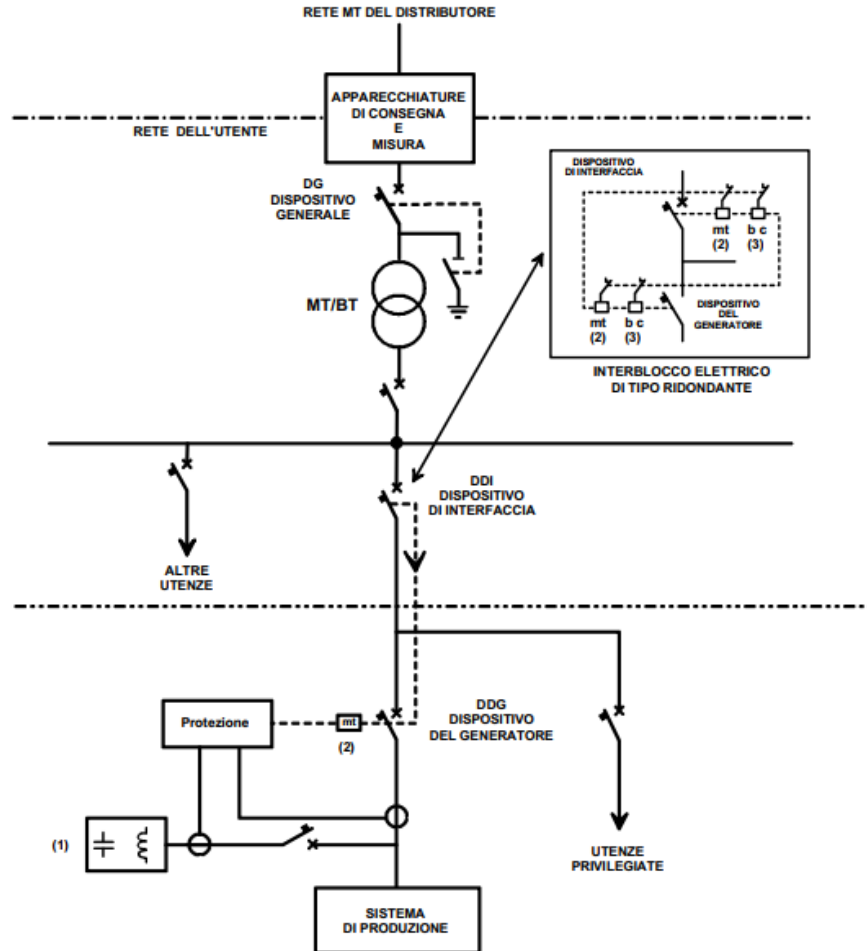 RETE MT DEL DISTRIBUTORE
APPARECCHIATURE
DI CONSEGNA
E
MISURA
RETE DELL'UTENTE
DG
DISPOSITIVO
GENERALE
MT/BT
DISPOSITIVO
DI INTERFACCIA
mt
(2)
b c
(3)
mt
(2)
b c
(3)
DISPOSITIVO
DEL
GENERATORE
INTERBLOCCO ELETTRICO
DI TIPO RIDONDANTE
DDI
DISPOSITIVO
DI INTERFACCIA
ALTRE
UTENZE
Protezione
mt
(2)
DDG
DISPOSITIVO
DEL GENERATORE
(1)
UTENZE
PRIVILEGIATE
SISTEMA
DI PRODUZIONE